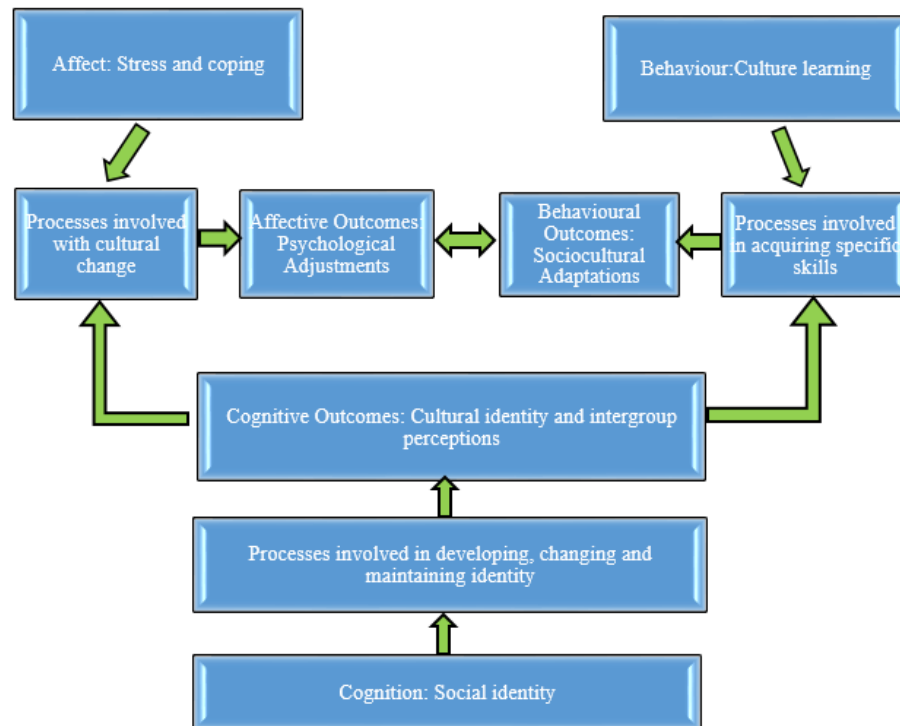 Affect: Stress and coping
Behaviour:Culture learning
Processes involved
with cultural
change
Affective Outcomes:
Psychological
Adjustments
Behavioural
Outcomes:
Sociocultural
Adaptations
Processes involved
in acquiring specific
skills
Cognitive Outcomes: Cultural identity and intergroup
perceptions
Processes involved in developing, changing and
maintaining identity
Cognition: Social identity